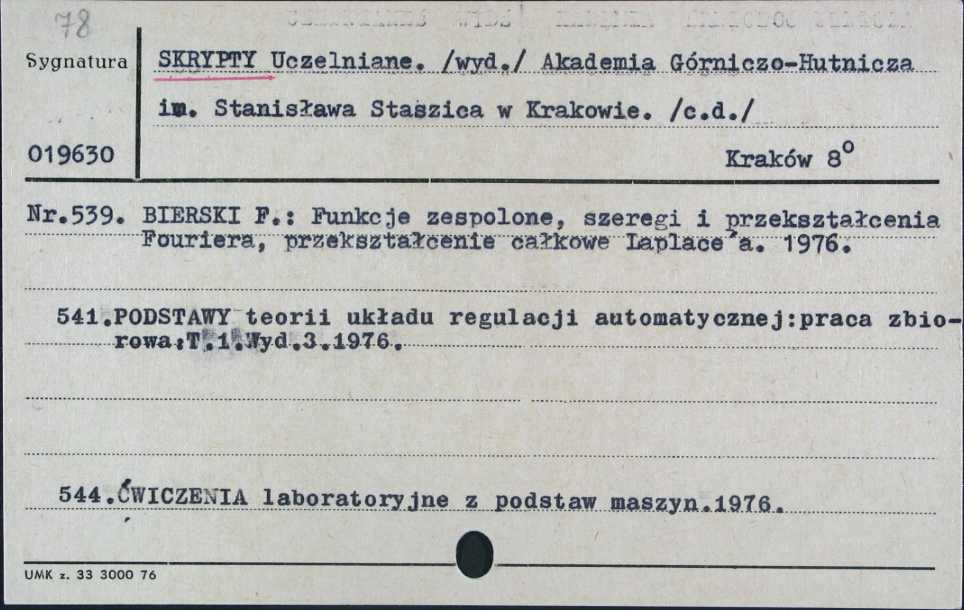 78
Sygnatura
SKRYPTY Uczelniane. /wyd./ Akademia Górniczo-Hutnicza
im. Stanisława Staszica w Krakowie. /c.d./
019630
Kraków 8°
Nr.539. BIERSKI F.: Funkcje zespolone, szeregi i przekształcenia
Fouriera, przekształcenie całkowe Laplace'a. 1976.
541.PODSTAWY teorii układu regulacji automatycznej:praca zbio-
rowa.T.1.Wyd.3.1976.
544.ĆWICZENIA laboratoryjne z podstaw maszyn.1976.
UMK z. 33 3000 76